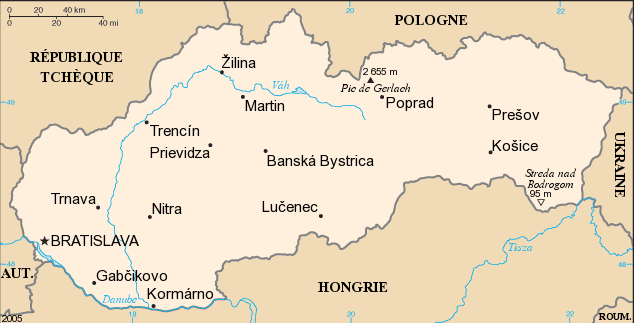 0 20 40 km
0 20 40 mi
18
20
22
POLOGNE
RÉPUBLIQUE
TCHÈQUE
Žilina
2 655 m
Pic de Gerlach
Váh
49
49
Martin
Poprad
Prešov
Trencín
Prievidza
Košice
UKRAINE
Banská Bystrica
Streda nad
Bodrogom
95 m
Trnava
Nitra
Lučenec
BRATISLAVA
Tisza
48
48
AUT.
Gabčikovo
HONGRIE
Danube
Kormárno
2005
18
20
ROUM.